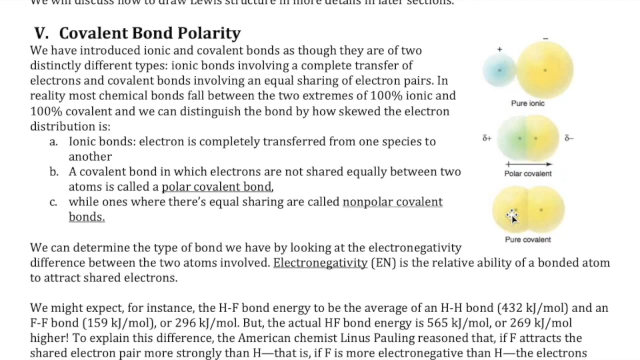 We will discuss how to draw Lewis structure in more details in later sections.
V. Covalent Bond Polarity
We have introduced ionic and covalent bonds as though they are of two
distinctly different types: ionic bonds involving a complete transfer of
electrons and covalent bonds involving an equal sharing of electron pairs. In
reality most chemical bonds fall between the two extremes of 100% ionic and
100% covalent and we can distinguish the bond by how skewed the electron
distribution is:
a. Ionic bonds: electron is completely transferred from one species to
another
b. A covalent bond in which electrons are not shared equally between two
atoms is called a polar covalent bond,
c. while ones where there's equal sharing are called nonpolar covalent
bonds.
+
−
Pure ionic
δ+
δ−
Polar covalent
Pure covalent
We can determine the type of bond we have by looking at the electronegativity
difference between the two atoms involved. Electronegativity (EN) is the relative ability of a bonded atom
to attract shared electrons.
We might expect, for instance, the H-F bond energy to be the average of an H-H bond (432 kJ/mol) and an
F-F bond (159 kJ/mol), or 296 kJ/mol. But, the actual HF bond energy is 565 kJ/mol, or 269 kJ/mol
higher! To explain this difference, the American chemist Linus Pauling reasoned that, if F attracts the
shared electron pair more strongly than H—that is, if F is more electronegative than H—the electrons